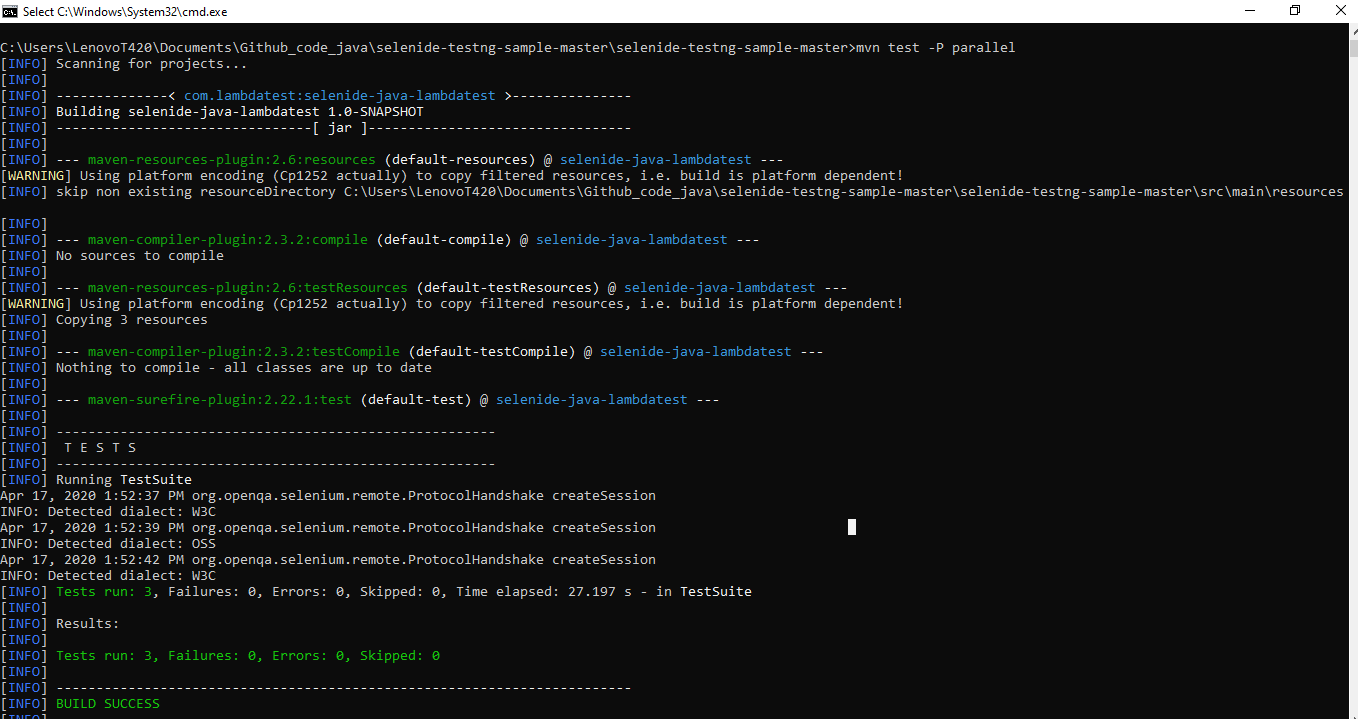 Select C:\Windows\System32\cmd.exe
C:\Users\LenovoT420\Documents\Github_code_java\selenide-testng-sample-master\selenide-testng-sample-master>mvn test -P parallel
[INFO] Scanning for projects...
[INFO]
[INFO] --------------< com.lambdatest:selenide-java-lambdatest >---------------
[INFO] Building selenide-java-lambdatest 1.0-SNAPSHOT
[INFO] --------------------------------[ jar ]---------------------------------
[INFO]
[INFO] --- maven-resources-plugin:2.6:resources (default-resources) @ selenide-java-lambdatest ---
[WARNING] Using platform encoding (Cp1252 actually) to copy filtered resources, i.e. build is platform dependent!
[INFO] skip non existing resourceDirectory C:\Users\LenovoT420\Documents\Github_code_java\selenide-testng-sample-master\selenide-testng-sample-master\src\main\resources
[INFO]
[INFO] --- maven-compiler-plugin:2.3.2:compile (default-compile) @ selenide-java-lambdatest ---
[INFO] No sources to compile
[INFO]
[INFO] --- maven-resources-plugin:2.6:testResources (default-testResources) @ selenide-java-lambdatest ---
[WARNING] Using platform encoding (Cp1252 actually) to copy filtered resources, i.e. build is platform dependent!
[INFO] Copying 3 resources
[INFO]
[INFO] --- maven-compiler-plugin:2.3.2:testCompile (default-testCompile) @ selenide-java-lambdatest ---
[INFO] Nothing to compile - all classes are up to date
[INFO]
[INFO] --- maven-surefire-plugin:2.22.1:test (default-test) @ selenide-java-lambdatest ---
[INFO]
[INFO] -------------------------------------------------------
[INFO]  T E S T S
[INFO] -------------------------------------------------------
[INFO] Running TestSuite
Apr 17, 2020 1:52:37 PM org.openqa.selenium.remote.ProtocolHandshake createSession
INFO: Detected dialect: W3C
Apr 17, 2020 1:52:39 PM org.openqa.selenium.remote.ProtocolHandshake createSession
INFO: Detected dialect: OSS
Apr 17, 2020 1:52:42 PM org.openqa.selenium.remote.ProtocolHandshake createSession
INFO: Detected dialect: W3C
[INFO] Tests run: 3, Failures: 0, Errors: 0, Skipped: 0, Time elapsed: 27.197 s - in TestSuite
[INFO]
[INFO] Results:
[INFO]
[INFO] Tests run: 3, Failures: 0, Errors: 0, Skipped: 0
[INFO]
[INFO] ------------------------------------------------------------------------
[INFO] BUILD SUCCESS
[INFO]